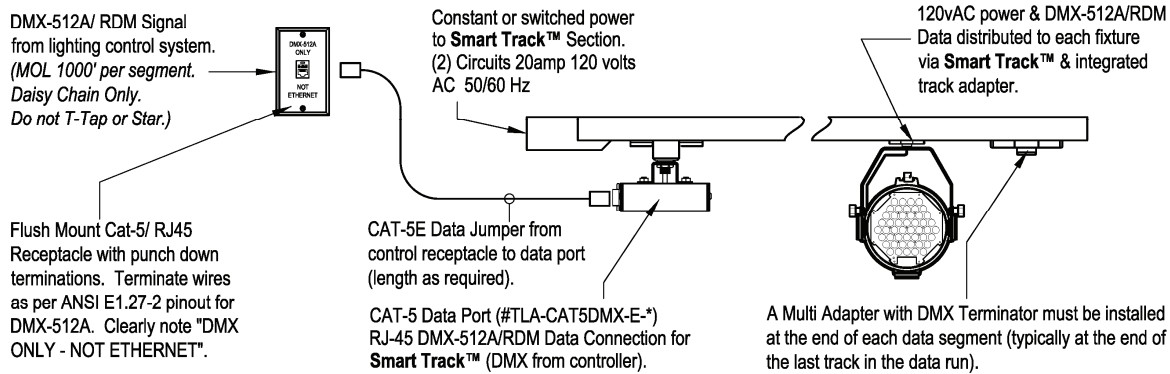 DMX-512A/ RDM Signal
from lighting control system.
(MOL 1000' per segment.
Daisy Chain Only.
Do not T-Tap or Star.)
DMX-512A
ONLY
NOT
ETHERNET
Constant or switched power
to Smart Track™ Section.
(2) Circuits 20amp 120 volts
AC 50/60 Hz
120vAC power & DMX-512A/RDM
Data distributed to each fixture
via Smart Track™ & integrated
track adapter.
Flush Mount Cat-5/ RJ45
Receptacle with punch down
terminations. Terminate wires
as per ANSI E1.27-2 pinout for
DMX-512A. Clearly note "DMX
ONLY - NOT ETHERNET".
CAT-5E Data Jumper from
control receptacle to data port
(length as required).
CAT-5 Data Port (#TLA-CAT5DMX-E-*)
RJ-45 DMX-512A/RDM Data Connection for
Smart Track™ (DMX from controller).
A Multi Adapter with DMX Terminator must be installed
at the end of each data segment (typically at the end of
the last track in the data run).